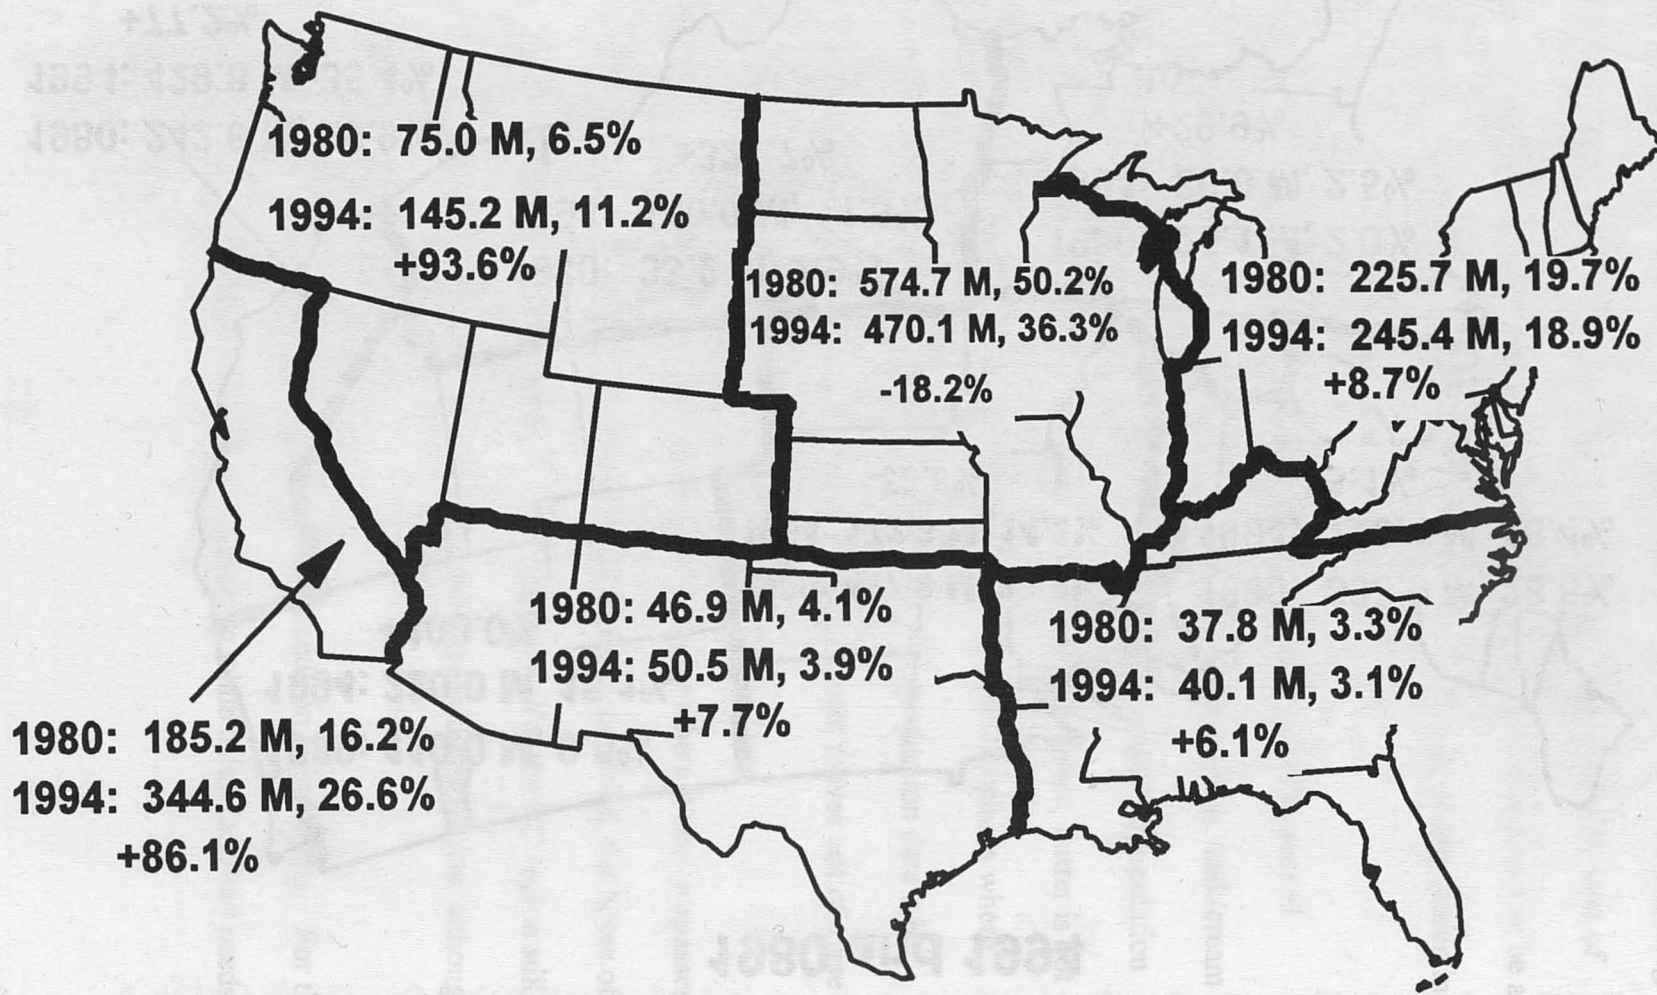 1980: 75.0 M, 6.5%
1994: 145.2 M, 11.2%
+93.6%
1980: 574.7 M, 50.2%
1994: 470.1 M, 36.3%
-18.2%
1980: 225.7 M, 19.7%
1994: 245.4 M, 18.9%
+8.7%
1980: 46.9 M, 4.1%
1994: 50.5 M, 3.9%
+7.7%
1980: 37.8 M, 3.3%
1994: 40.1 M, 3.1%
+6.1%
1980: 185.2 M, 16.2%
1994: 344.6 M, 26.6%
+86.1%